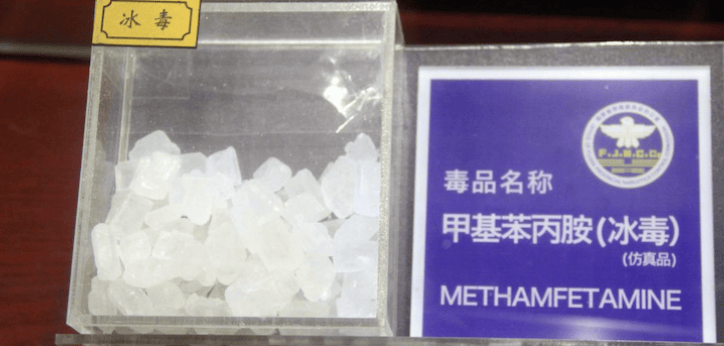 冰毒
F.J.N.C.C.
毒品名称
甲基苯丙胺(冰毒)
(仿真品)
METHAMFETAMINE